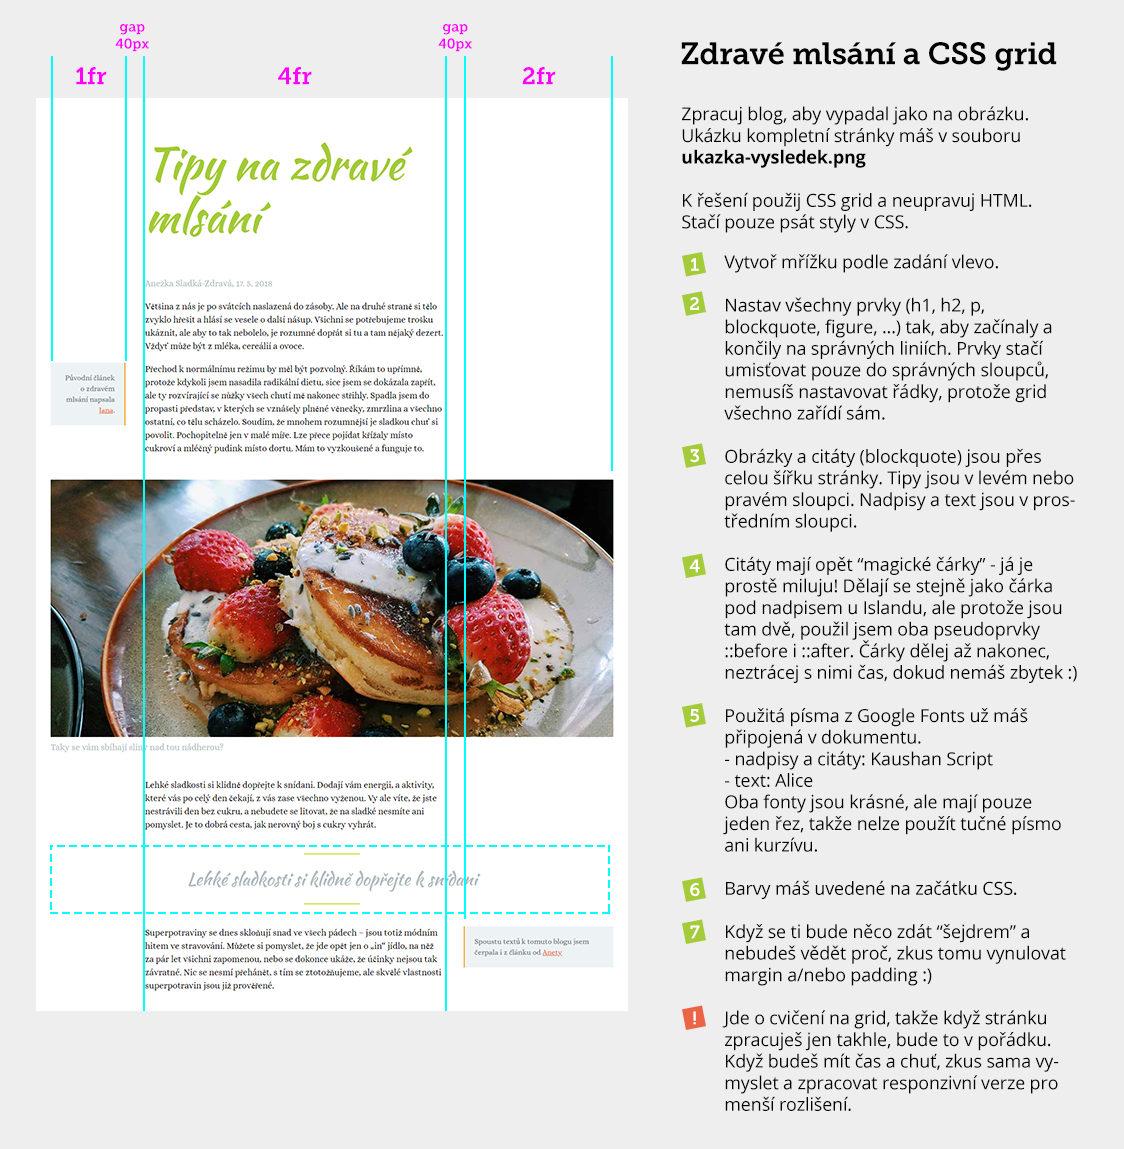 gap
40px
gap
40px
1fr
4fr
2fr
Tipy na zdravé
mlsání
Anežka Sladká-Zdravá, 17. 5. 2018
Většina z nás je po svátcích naslazená do zásoby. Ale na druhé straně si tělo
zvyklo hřešit a hlásí se vesele o další nášup. Všichni se potřebujeme trošku
ukáznit, ale aby to tak nebolelo, je rozumné dopřát si tu a tam nějaký dezert.
Vždyť může být z mléka, cereálií a ovoce.
Přechod k normálnímu režimu by měl být pozvolný. Říkám to upřímně,
protože kdykoli jsem nasadila radikální dietu, sice jsem se dokázala zapřít,
ale ty rozvírající se nůžky všech chutí mě nakonec střihly. Spadla jsem do
propasti představ, v kterých se vznášely plněné věnečky, zmrzlina a všechno
ostatní, co tělu scházelo. Soudím, že mnohem rozumnější je sladkou chuť si
povolit. Pochopitelně jen v malé míře. Lze přece pojídat křížaly místo
cukroví a mléčný pudink místo dortu. Mám to vyzkoušené a funguje to.
Původní článek
o zdravém
mlsání napsala
Jana.
Taky se vám sbíhají sliny nad tou nádherou?
Lehké sladkosti si klidně dopřejte k snídani. Dodají vám energii, a aktivity,
které vás po celý den čekají, z vás zase všechno vyženou. Vy ale víte, že jste
nestrávili den bez cukru, a nebudete se litovat, že na sladké nesmíte ani
pomyslet. Je to dobrá cesta, jak nerovný boj s cukry vyhrát.
Lehké sladkosti si klidně dopřejte k snídani
Superpotraviny se dnes skloňují snad ve všech pádech – jsou totiž módním
hitem ve stravování. Můžete si pomyslet, že jde opět jen o „in“ jídlo, na něž
za pár let všichni zapomenou, nebo se dokonce ukáže, že účinky nejsou tak
závratné. Nic se nesmí přehánět, s tím se ztotožňujeme, ale skvělé vlastnosti
superpotravin jsou již prověřené.
Spoustu textů k tomuto blogu jsem
čerpala i z článku od Anety
Zdravé mlsání a CSS grid
Zpracuj blog, aby vypadal jako na obrázku.
Ukázku kompletní stránky máš v souboru
ukazka-vysledek.png
K řešení použij CSS grid a neupravuj HTML.
Stačí pouze psát styly v CSS.
1 Vytvoř mřížku podle zadání vlevo.
2 Nastav všechny prvky (h1, h2, p,
blockquote, figure, ...) tak, aby začínaly a
končily na správných liniích. Prvky stačí
umisťovat pouze do správných sloupců,
nemusíš nastavovat řádky, protože grid
všechno zařídí sám.
3 Obrázky a citáty (blockquote) jsou přes
celou šířku stránky. Tipy jsou v levém nebo
pravém sloupci. Nadpisy a text jsou v pros-
tředním sloupci.
4 Citáty mají opět “magické čárky” - já je
prostě miluju! Dělají se stejně jako čárka
pod nadpisem u Islandu, ale protože jsou
tam dvě, použil jsem oba pseudoprvky
::before i ::after. Čárky dělej až nakonec,
neztrácej s nimi čas, dokud nemáš zbytek :)
5 Použitá písma z Google Fonts už máš
připojená v dokumentu.
- nadpisy a citáty: Kaushan Script
- text: Alice
Oba fonty jsou krásné, ale mají pouze
jeden řez, takže nelze použít tučné písmo
ani kurzívu.
6 Barvy máš uvedené na začátku CSS.
7 Když se ti bude něco zdát “šejdrem” a
nebudeš vědět proč, zkus tomu vynulovat
margin a/nebo padding :)
! Jde o cvičení na grid, takže když stránku
zpracuješ jen takhle, bude to v pořádku.
Když budeš mít čas a chuť, zkus sama vy-
myslet a zpracovat responzivní verze pro
menší rozlišení.